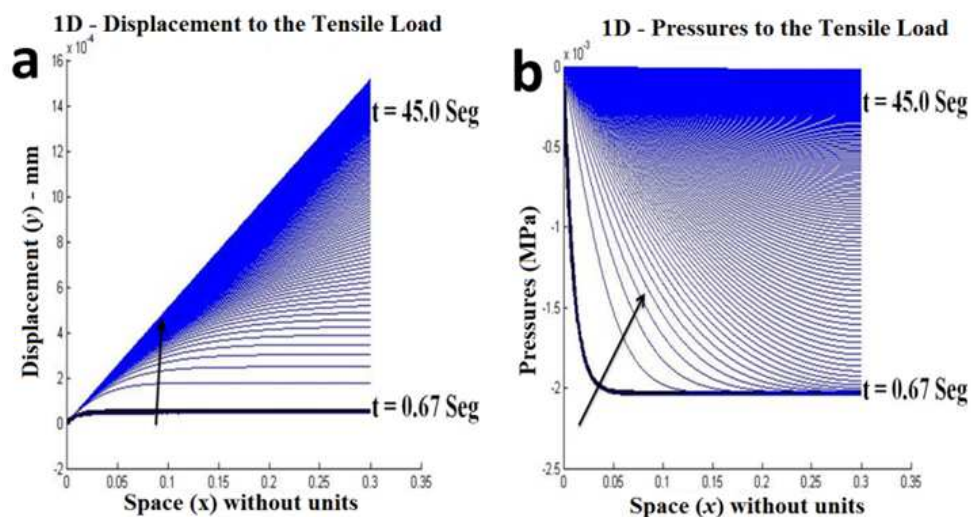 1D - Displacement to the Tensile Load
x 10⁻⁴
a
16
14
12
10
8
6
4
2
0
-2
0
0.05
0.1
0.15
0.2
0.25
0.3
0.35
t = 45.0 Seg
t = 0.67 Seg
Displacement (y) - mm
Space (x) without units
1D - Pressures to the Tensile Load
x 10⁻³
b
0
-0.5
-1
-1.5
-2
-2.5
0
0.05
0.1
0.15
0.2
0.25
0.3
0.35
t = 45.0 Seg
t = 0.67 Seg
Pressures (MPa)
Space (x) without units